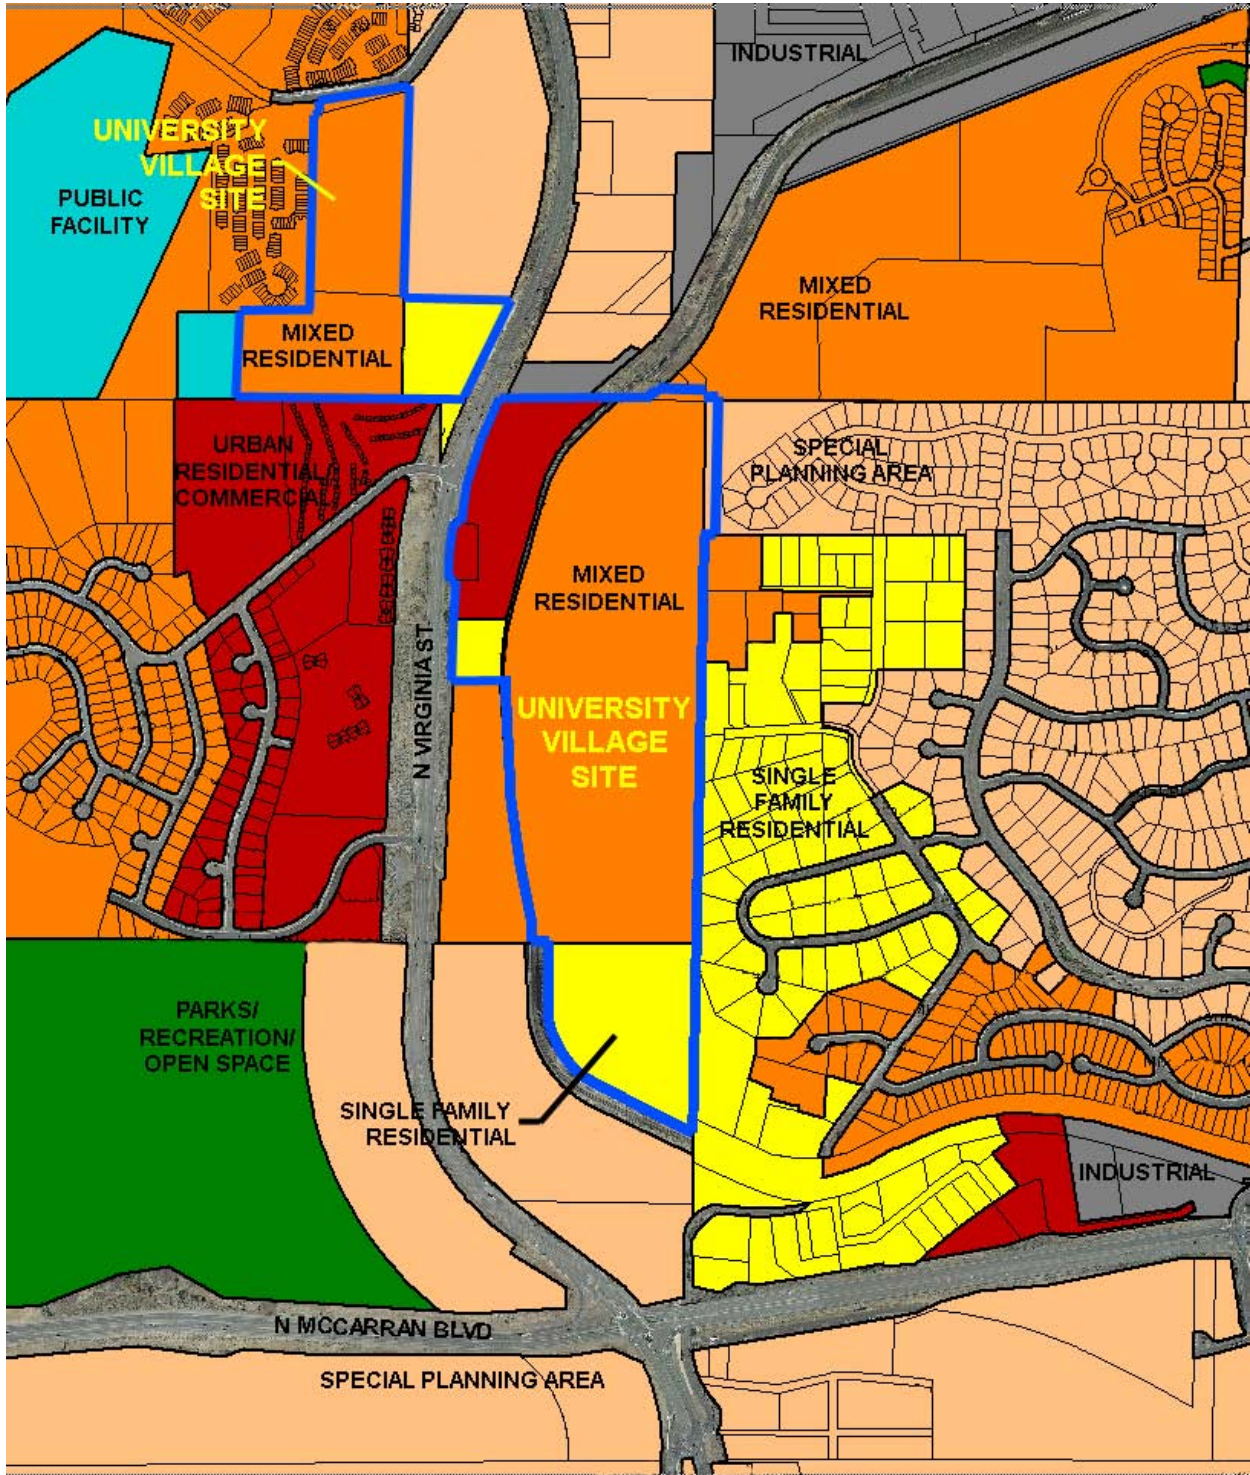 INDUSTRIAL
UNIVERSITY
VILLAGE
SITE
PUBLIC
FACILITY
MIXED
RESIDENTIAL
MIXED
RESIDENTIAL
URBAN
RESIDENTIAL/
COMMERCIAL
SPECIAL
PLANNING AREA
MIXED
RESIDENTIAL
N VIRGINIA ST
UNIVERSITY
VILLAGE
SITE
SINGLE
FAMILY
RESIDENTIAL
PARKS/
RECREATION/
OPEN SPACE
SINGLE FAMILY
RESIDENTIAL
INDUSTRIAL
N MCCARRAN BLVD
SPECIAL PLANNING AREA